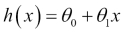 h(x) = θ₀ + θ₁x